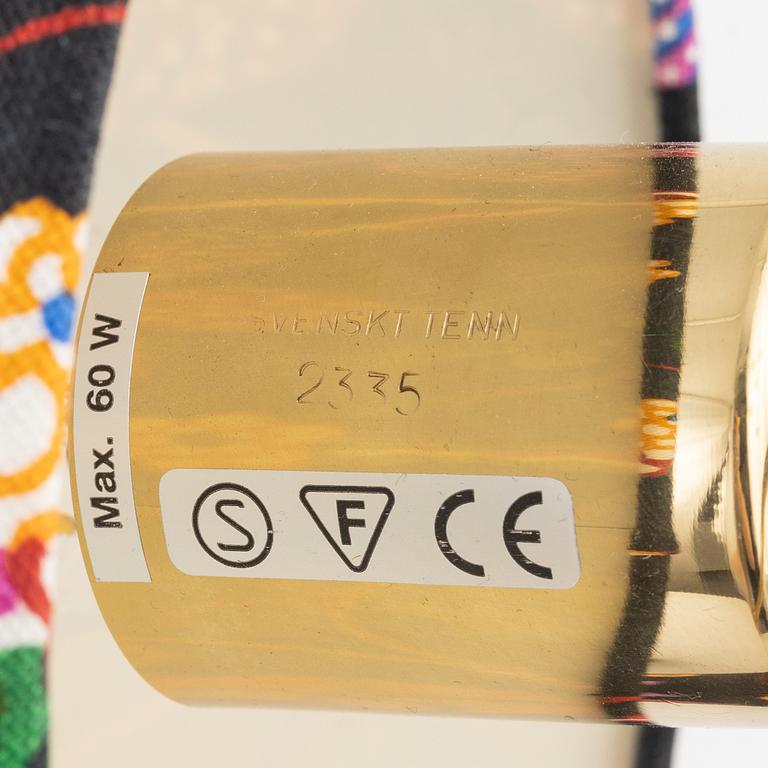 SVENSKT TENN
2335
Max. 60 W
S F CE